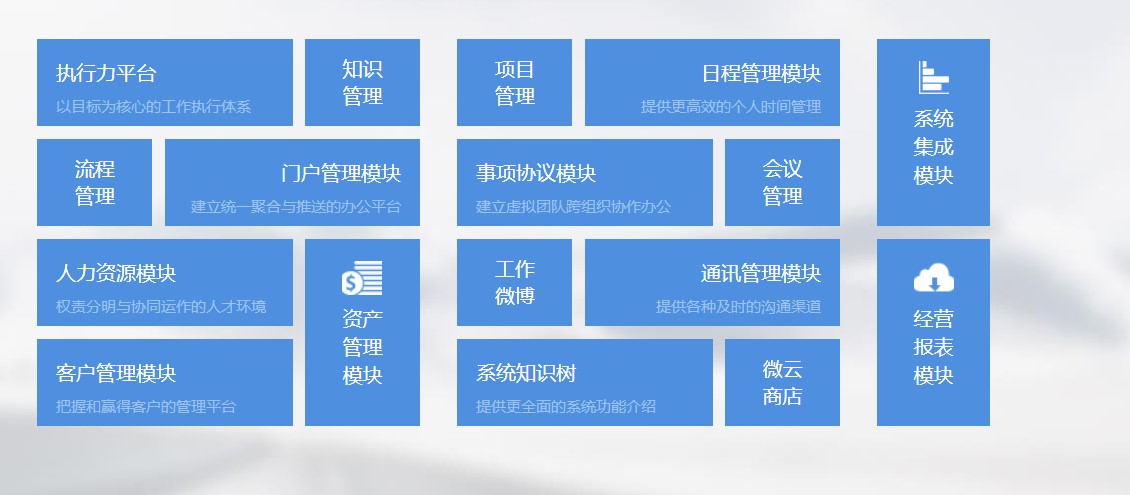 执行力平台
以目标为核心的工作执行体系
知识
管理
流程
管理
门户管理模块
建立统一聚合与推送的办公平台
人力资源模块
权责分明与协同运作的人才环境
资产
管理
模块
客户管理模块
把握和赢得客户的管理平台
项目
管理
日程管理模块
提供更高效的个人时间管理
事项协议模块
建立虚拟团队跨组织协作办公
会议
管理
工作
微博
通讯管理模块
提供各种及时的沟通渠道
系统知识树
提供更全面的系统功能介绍
微云
商店
系统
集成
模块
经营
报表
模块